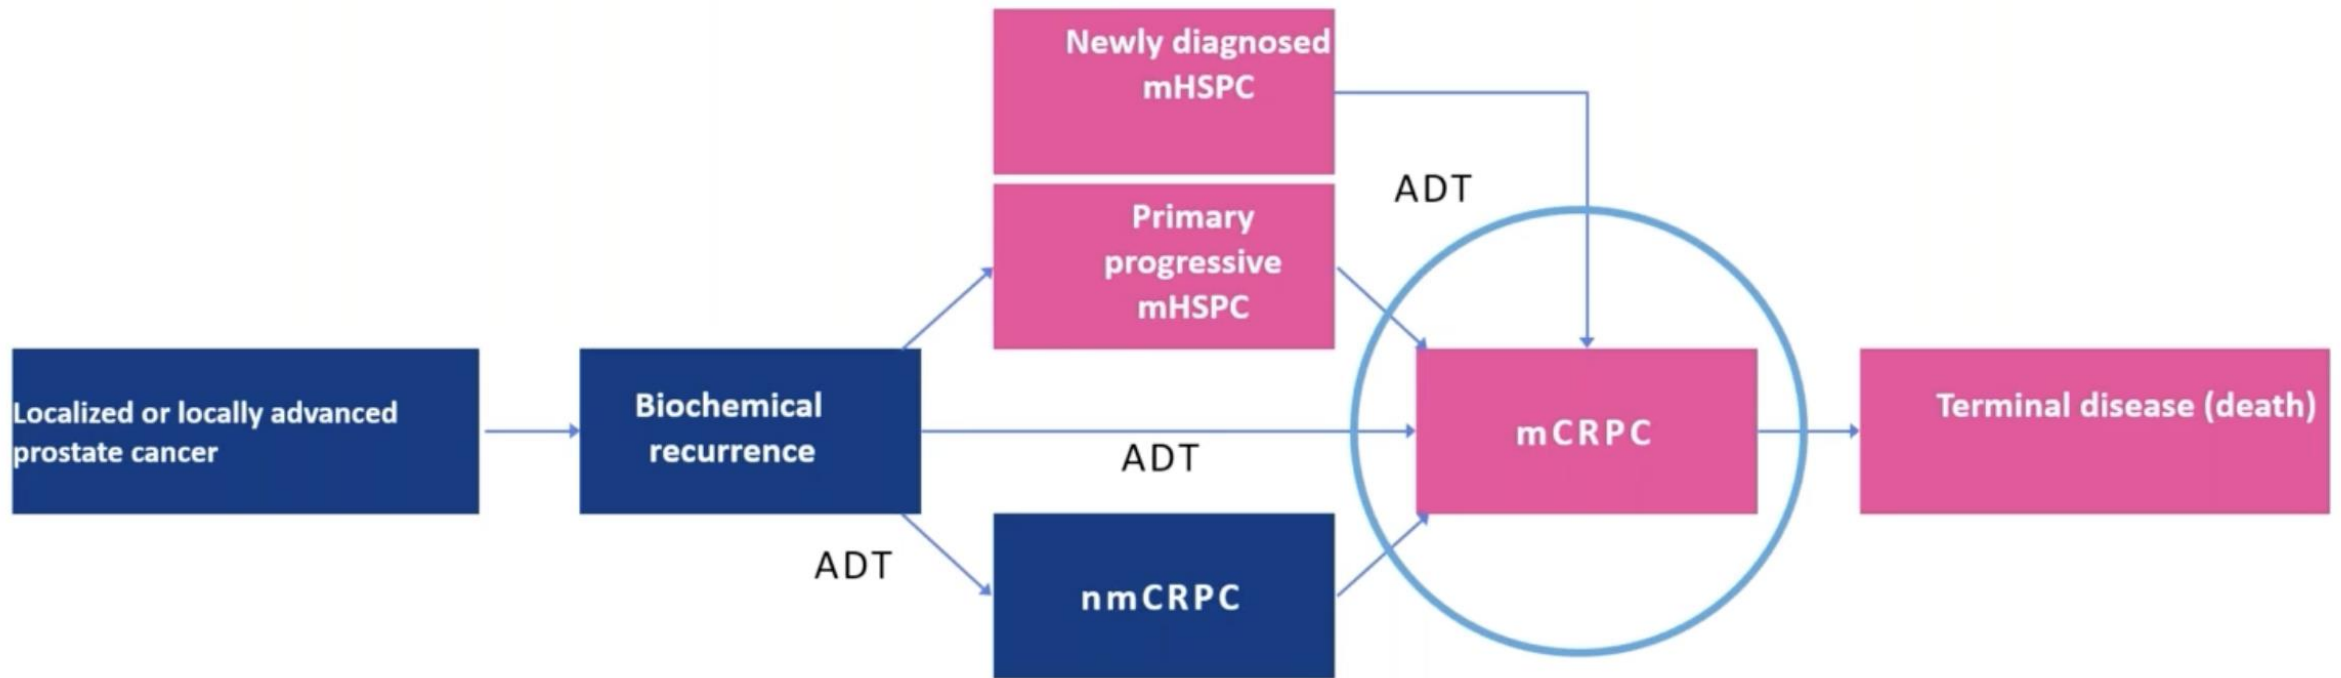 Newly diagnosed
mHSPC
ADT
Primary
progressive
mHSPC
Localized or locally advanced
prostate cancer
Biochemical
recurrence
ADT
mCRPC
Terminal disease (death)
ADT
nmCRPC